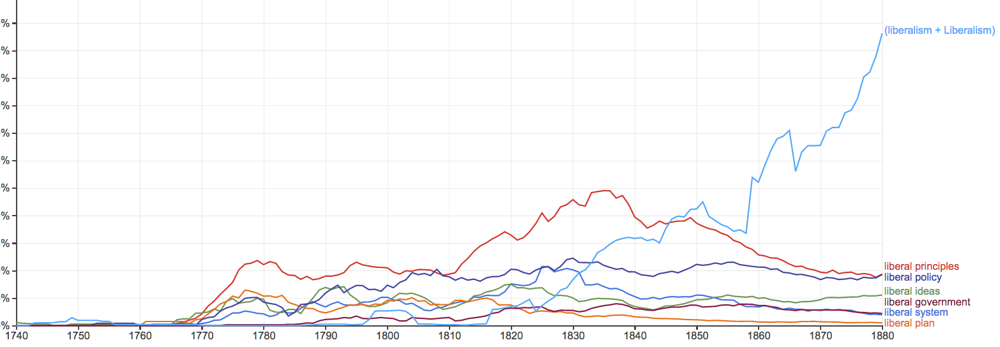 %
(liberalism + Liberalism)
%
%
%
%
%
%
%
%
%
liberal principles
liberal policy
%
liberal ideas
liberal government
liberal system
liberal plan
%
1740 1750 1760 1770 1780 1790 1800 1810 1820 1830 1840 1850 1860 1870 1880